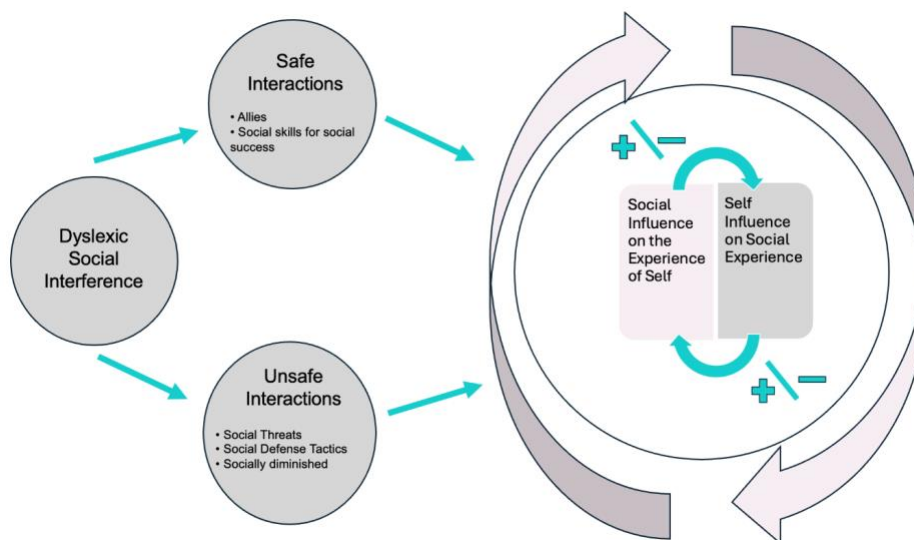 Safe
Interactions
• Allies
• Social skills for social
success
Dyslexic
Social
Interference
Unsafe
Interactions
• Social Threats
• Social Defense Tactics
• Socially diminished
+ \ −
Social
Influence
on the
Experience
of Self
Self
Influence
on Social
Experience
+ \ −